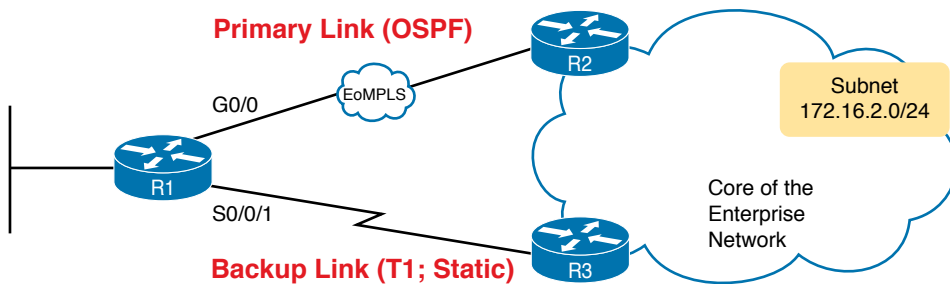 Primary Link (OSPF)
R2
EoMPLS
Subnet
172.16.2.0/24
G0/0
R1
S0/0/1
Core of the
Enterprise
Network
Backup Link (T1; Static)
R3